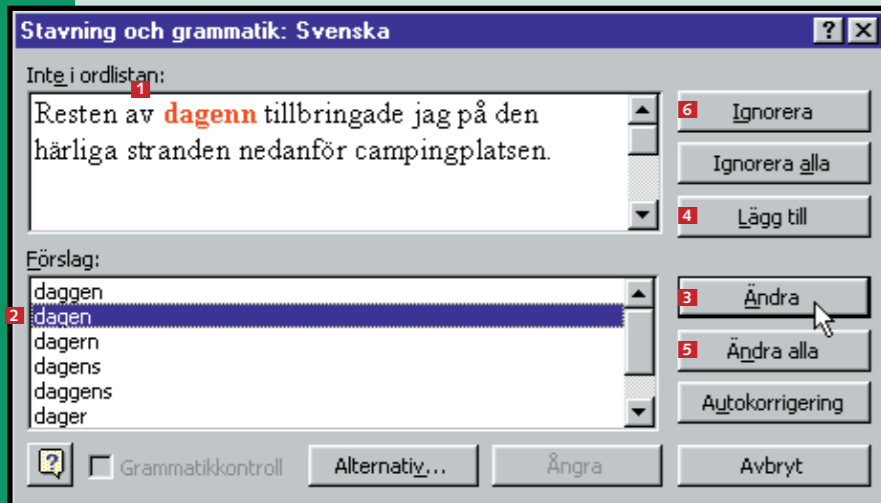 Stavning och grammatik: Svenska
Inte i ordlistan:
1
Resten av dagenn tillbringade jag på den
härliga stranden nedanför campingplatsen.
6 Ignorera
Ignorera alla
4 Lägg till
Förslag:
daggen
2 dagen
dagern
dagens
daggens
dager
3 Ändra
5 Ändra alla
Autokorrigering
? Grammatikkontroll
Alternativ...
Ångra
Avbryt